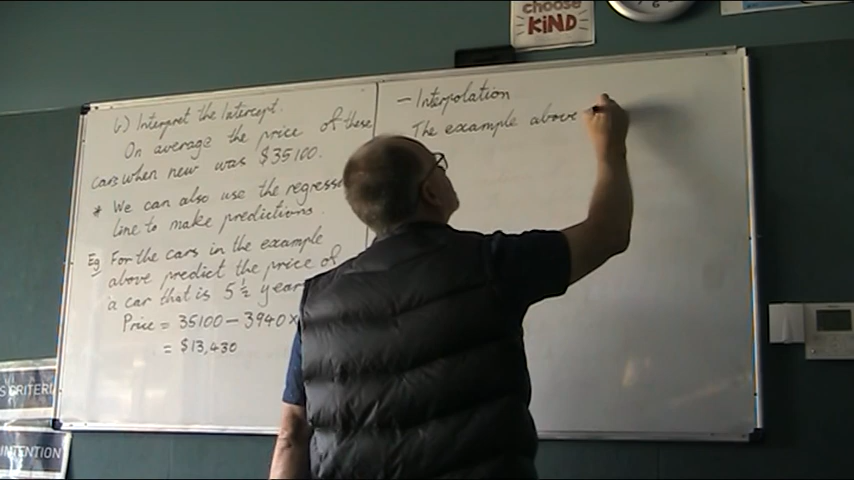 choose
KiND
b) Interpret the Intercept.
On average the price of these
cars when new was $35100.
* We can also use the regress
line to make predictions.
Eg For the cars in the example
above predict the price of
a car that is 5 1/2 year
Price = 35100 - 3940 x
= $13,430
- Interpolation
The example above
S CRITERI
INTENTION